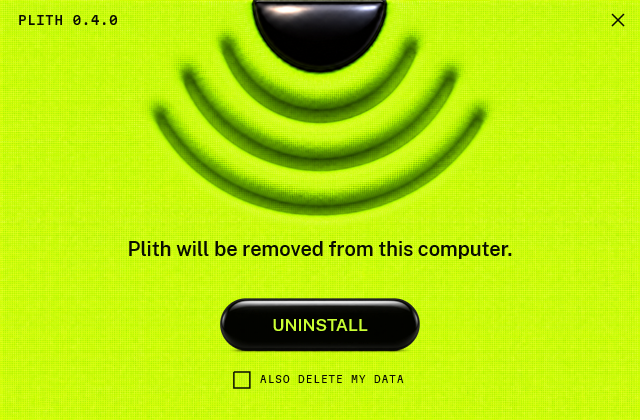 PLITH 0.4.0
Plith will be removed from this computer.
UNINSTALL
ALSO DELETE MY DATA